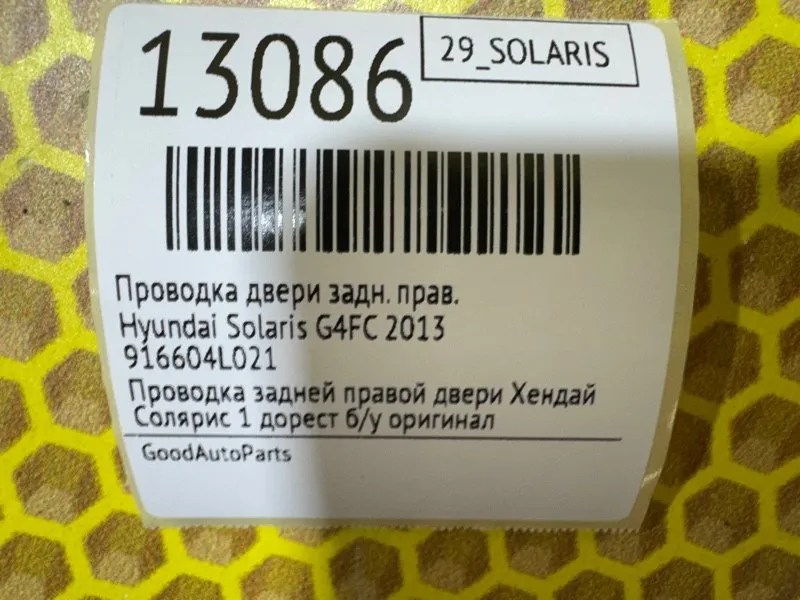 13086
29_SOLARIS
Проводка двери задн. прав.
Hyundai Solaris G4FC 2013
916604L021
Проводка задней правой двери Хендай
Солярис 1 дорест б/у оригинал
GoodAutoParts